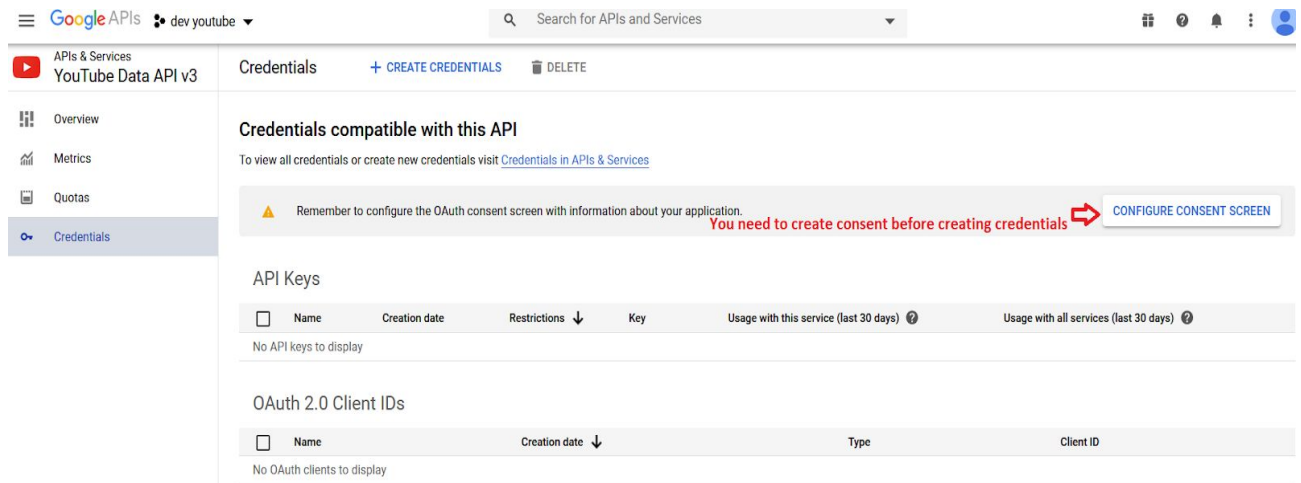 Google APIs dev youtube Search for APIs and Services
APIs & Services
YouTube Data API v3
Credentials + CREATE CREDENTIALS DELETE
Overview
Metrics
Quotas
Credentials
Credentials compatible with this API
To view all credentials or create new credentials visit Credentials in APIs & Services
Remember to configure the OAuth consent screen with information about your application.
You need to create consent before creating credentials
CONFIGURE CONSENT SCREEN
API Keys
Name Creation date Restrictions Key Usage with this service (last 30 days) Usage with all services (last 30 days)
No API keys to display
OAuth 2.0 Client IDs
Name Creation date Type Client ID
No OAuth clients to display